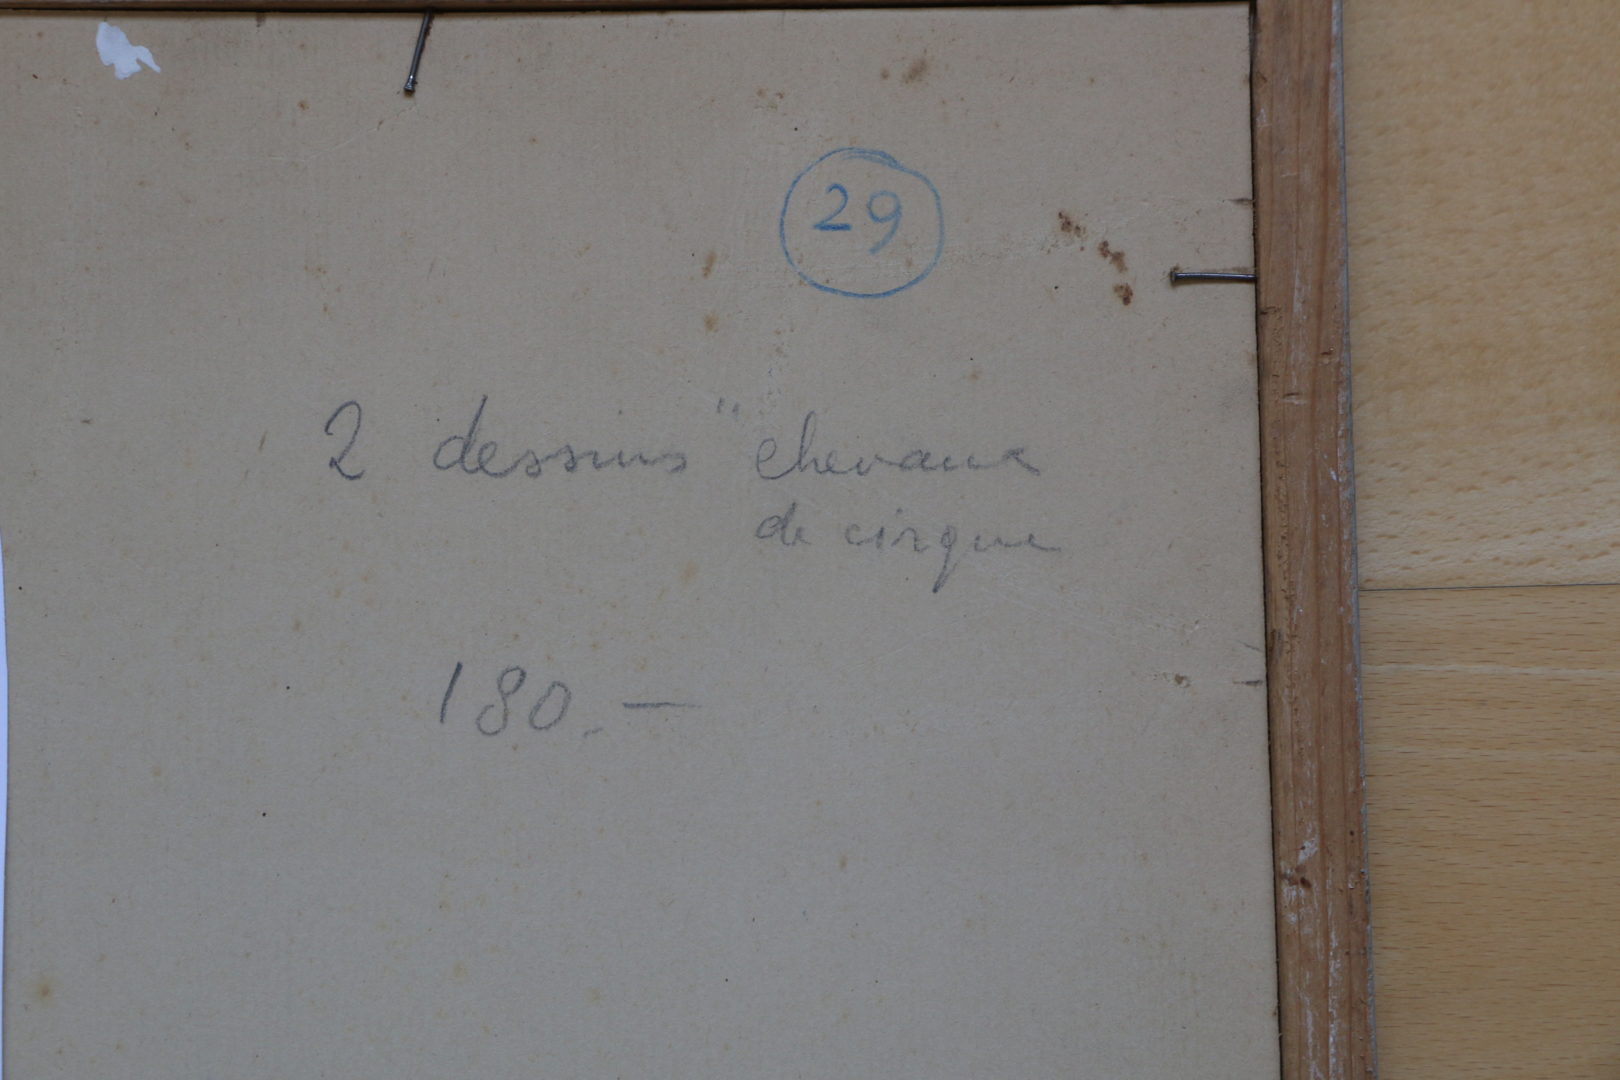 29
2 dessins " chevaux
de cirque
180.—